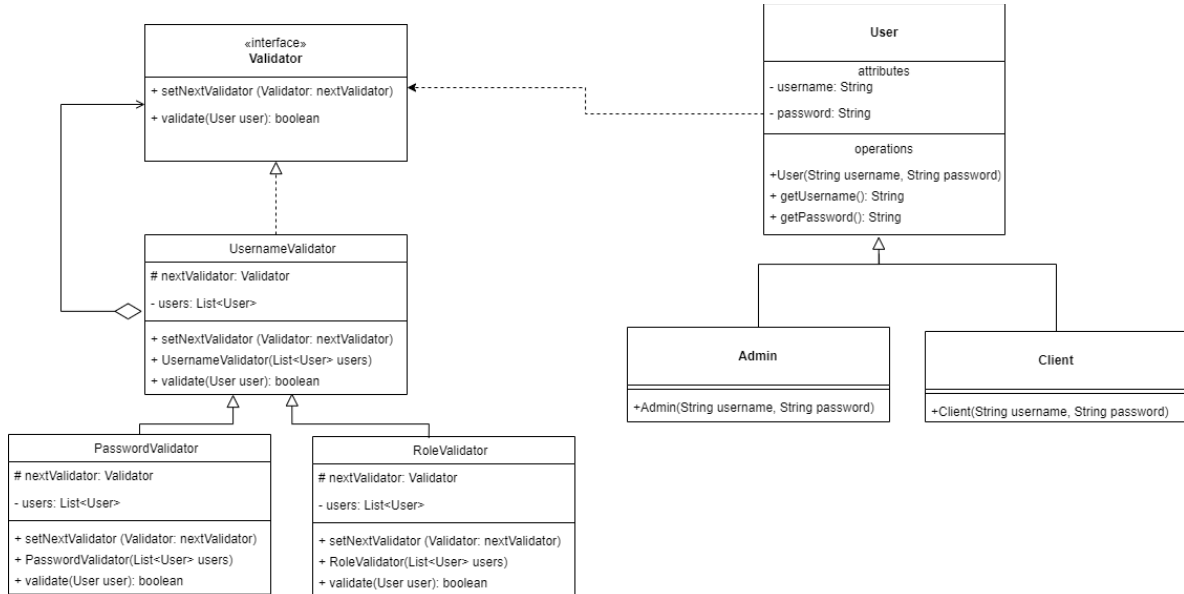 «interface»
Validator
+ setNextValidator (Validator: nextValidator)
+ validate(User user): boolean
User
attributes
- username: String
- password: String
operations
+User(String username, String password)
+ getUsername(): String
+ getPassword(): String
UsernameValidator
# nextValidator: Validator
- users: List<User>
+ setNextValidator (Validator: nextValidator)
+ UsernameValidator(List<User> users)
+ validate(User user): boolean
Admin
+Admin(String username, String password)
Client
+Client(String username, String password)
PasswordValidator
# nextValidator: Validator
- users: List<User>
+ setNextValidator (Validator: nextValidator)
+ PasswordValidator(List<User> users)
+ validate(User user): boolean
RoleValidator
# nextValidator: Validator
- users: List<User>
+ setNextValidator (Validator: nextValidator)
+ RoleValidator(List<User> users)
+ validate(User user): boolean